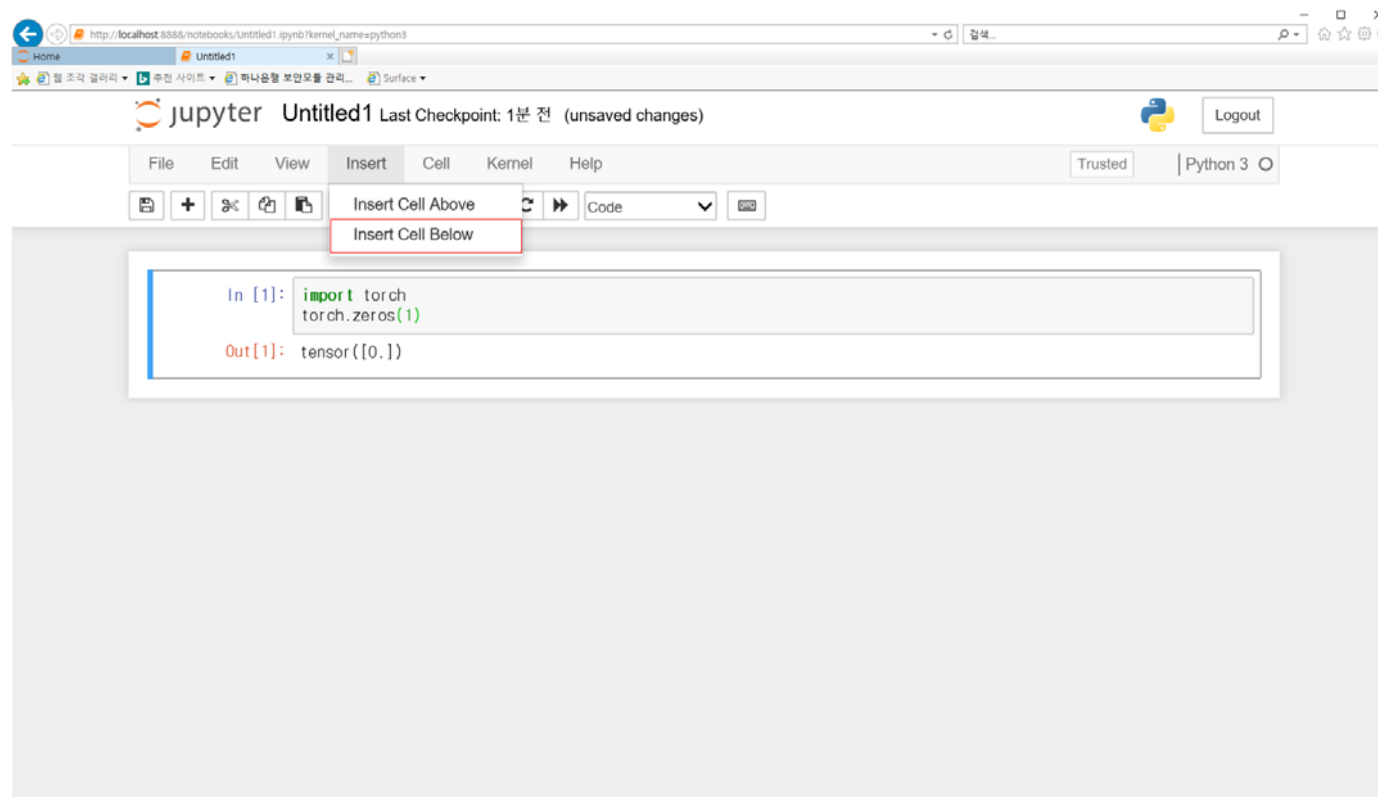 http://localhost:8888/notebooks/Untitled1.ipynb?kernel_name=python3
검색...
Home
Untitled1
웹 조각 갤러리
추천 사이트
하나은행 보안모듈 관리...
Surface
jupyter Untitled1 Last Checkpoint: 1분 전 (unsaved changes)
Logout
File Edit View Insert Cell Kernel Help
Trusted
Python 3
Insert Cell Above
Code
Insert Cell Below
In [1]: import torch
torch.zeros(1)
Out[1]: tensor([0.])